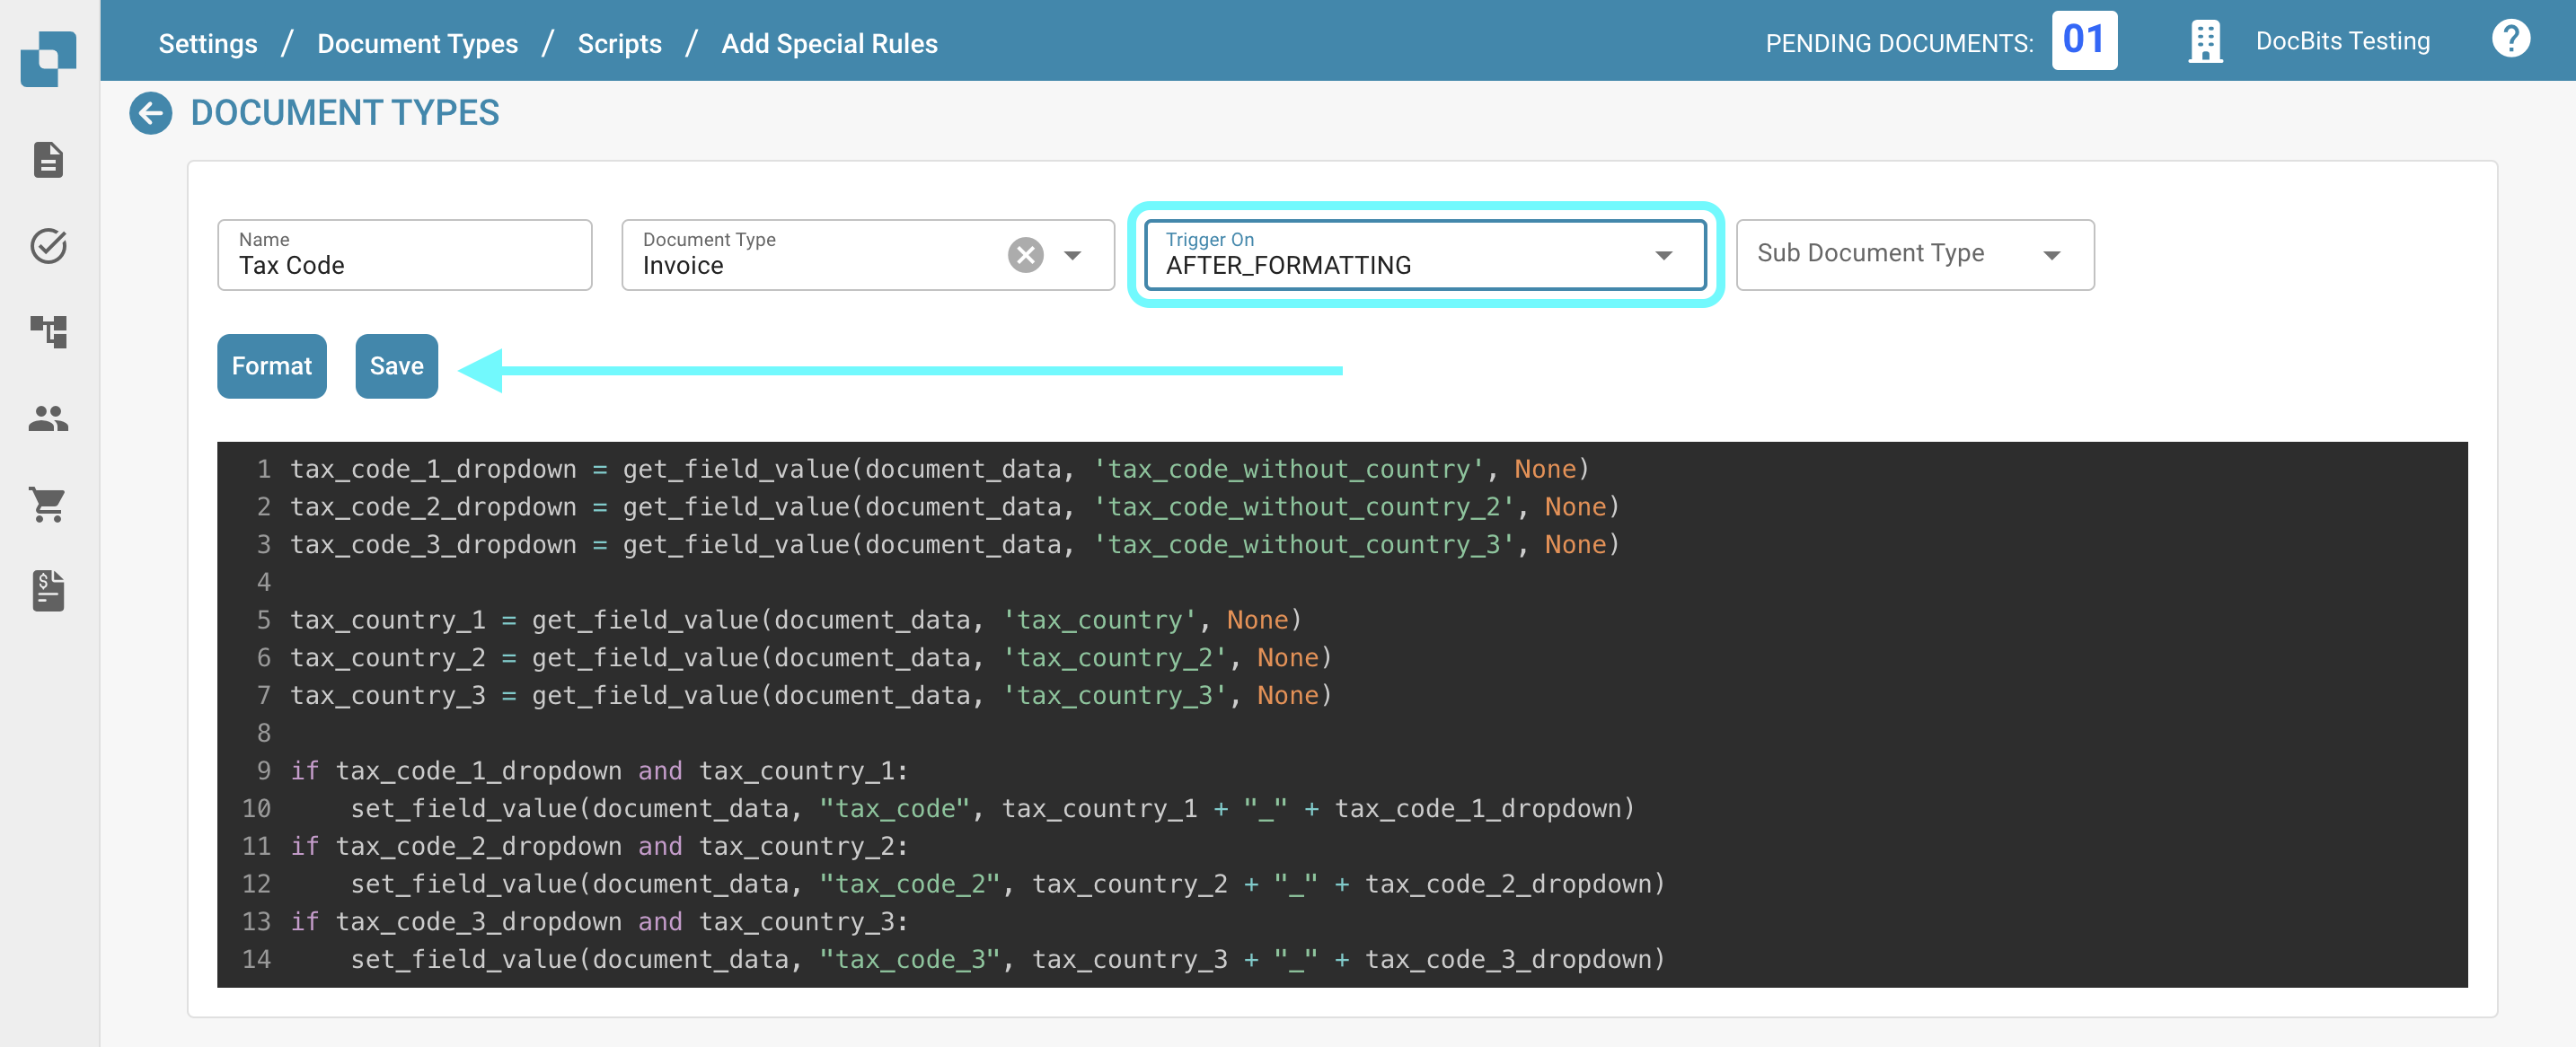 Settings / Document Types / Scripts / Add Special Rules
PENDING DOCUMENTS: 01
DocBits Testing
?
DOCUMENT TYPES
Name
Tax Code
Document Type
Invoice
Trigger On
AFTER_FORMATTING
Sub Document Type
Format
Save
1 tax_code_1_dropdown = get_field_value(document_data, 'tax_code_without_country', None)
2 tax_code_2_dropdown = get_field_value(document_data, 'tax_code_without_country_2', None)
3 tax_code_3_dropdown = get_field_value(document_data, 'tax_code_without_country_3', None)
4
5 tax_country_1 = get_field_value(document_data, 'tax_country', None)
6 tax_country_2 = get_field_value(document_data, 'tax_country_2', None)
7 tax_country_3 = get_field_value(document_data, 'tax_country_3', None)
8
9 if tax_code_1_dropdown and tax_country_1:
10     set_field_value(document_data, "tax_code", tax_country_1 + "_" + tax_code_1_dropdown)
11 if tax_code_2_dropdown and tax_country_2:
12     set_field_value(document_data, "tax_code_2", tax_country_2 + "_" + tax_code_2_dropdown)
13 if tax_code_3_dropdown and tax_country_3:
14     set_field_value(document_data, "tax_code_3", tax_country_3 + "_" + tax_code_3_dropdown)